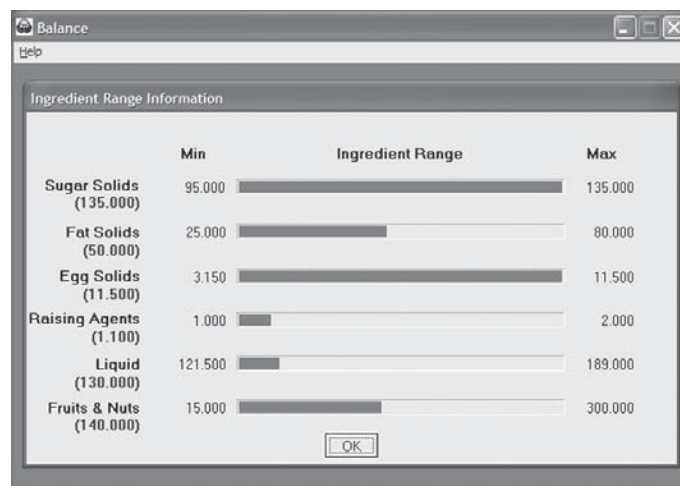 Balance
Help
Ingredient Range Information
Min Ingredient Range Max
Sugar Solids 95.000 135.000
(135.000)
Fat Solids 25.000 80.000
(50.000)
Egg Solids 3.150 11.500
(11.500)
Raising Agents 1.000 2.000
(1.100)
Liquid 121.500 189.000
(130.000)
Fruits & Nuts 15.000 300.000
(140.000)
OK